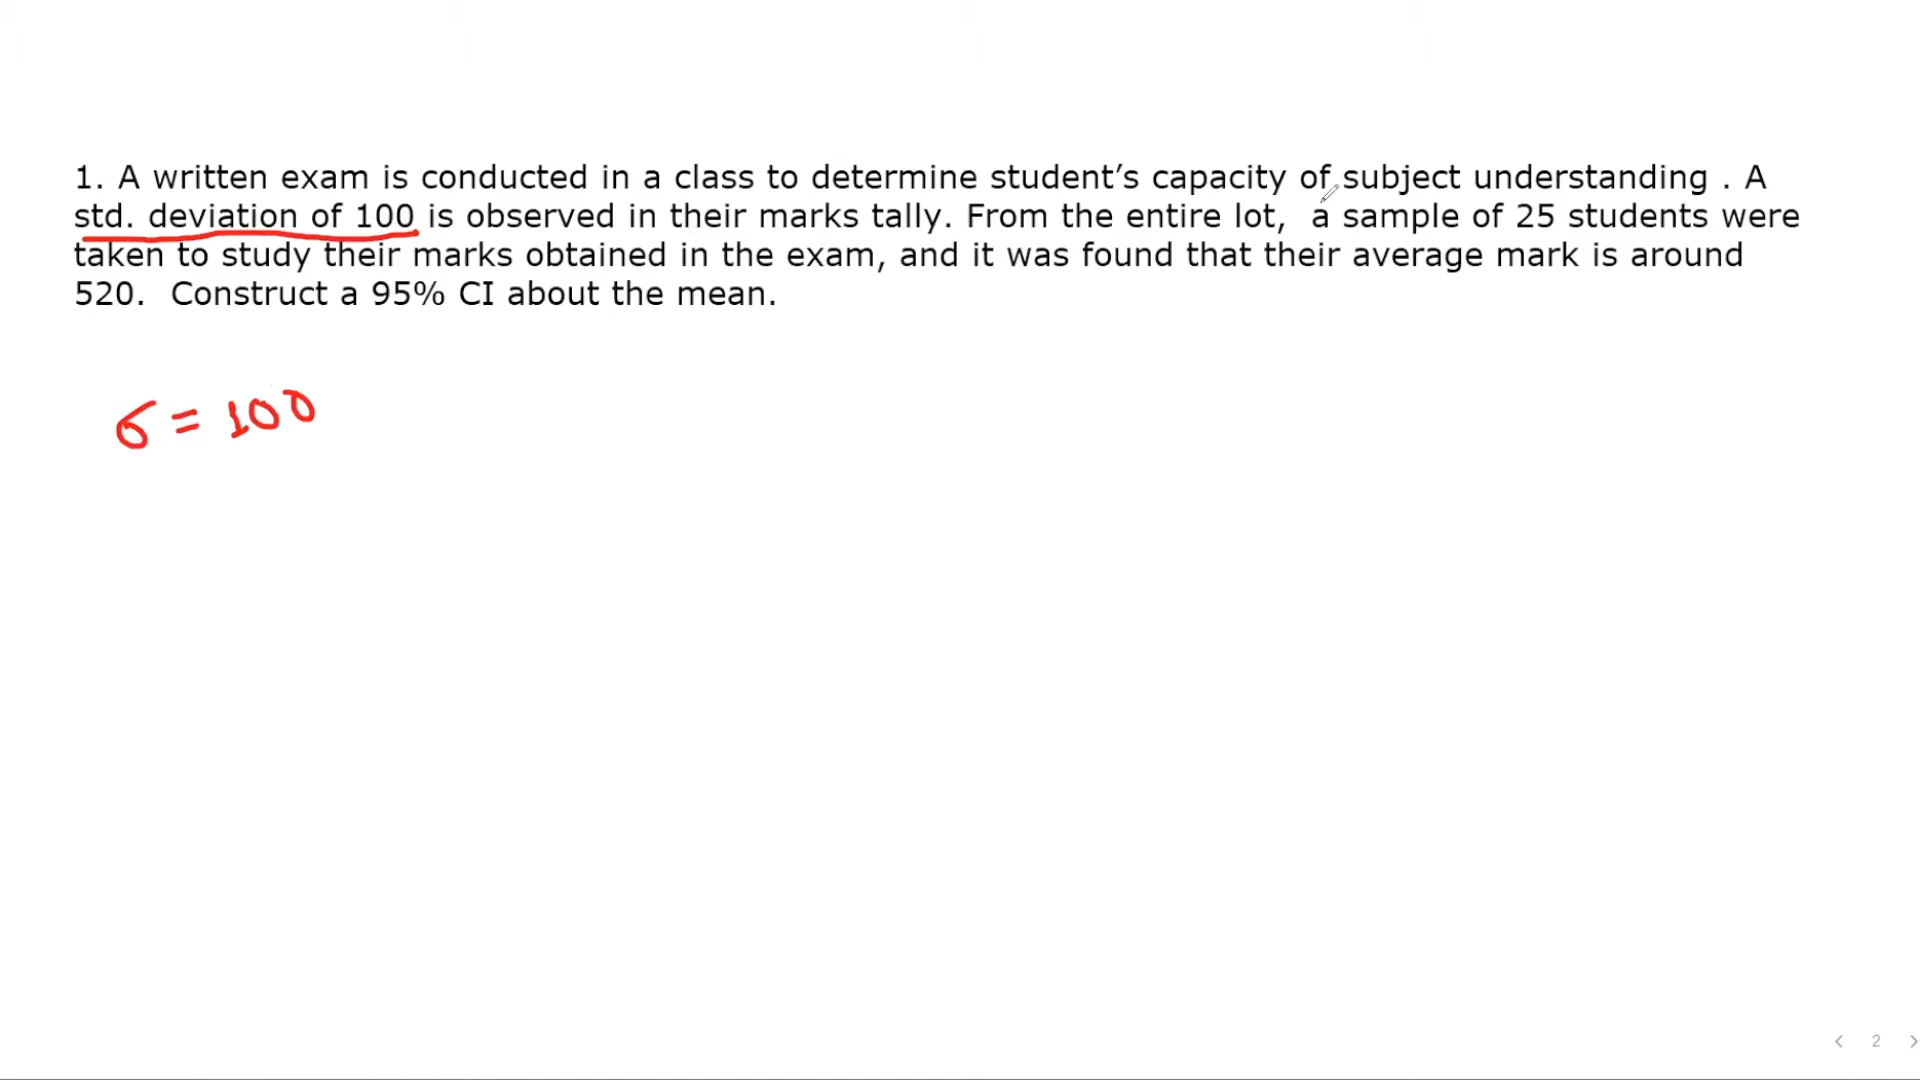 1. A written exam is conducted in a class to determine student’s capacity of subject understanding . A
std. deviation of 100 is observed in their marks tally. From the entire lot,  a sample of 25 students were
taken to study their marks obtained in the exam, and it was found that their average mark is around
520.  Construct a 95% CI about the mean.
σ = 100
2